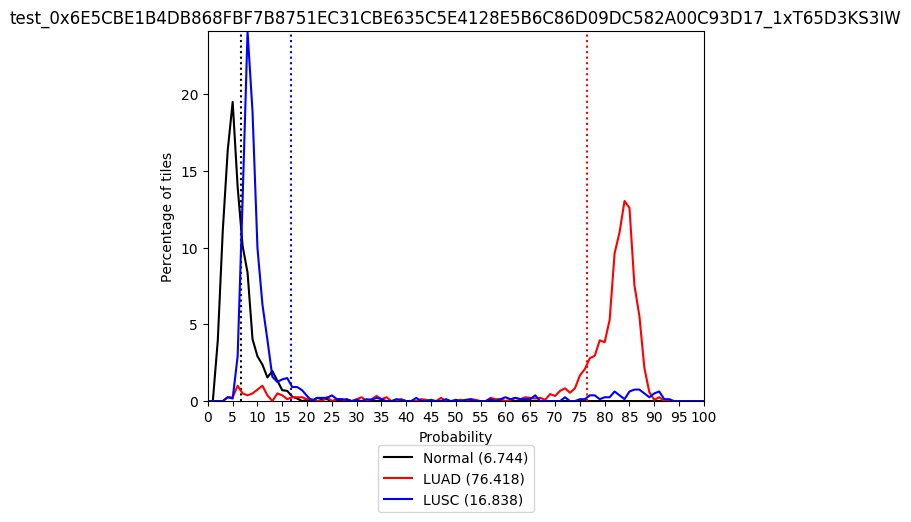 test_0x6E5CBE1B4DB868FBF7B8751EC31CBE635C5E4128E5B6C86D09DC582A00C93D17_1xT65D3KS3IW
Percentage of tiles
20
15
10
5
0
0 5 10 15 20 25 30 35 40 45 50 55 60 65 70 75 80 85 90 95 100
Probability
Normal (6.744)
LUAD (76.418)
LUSC (16.838)